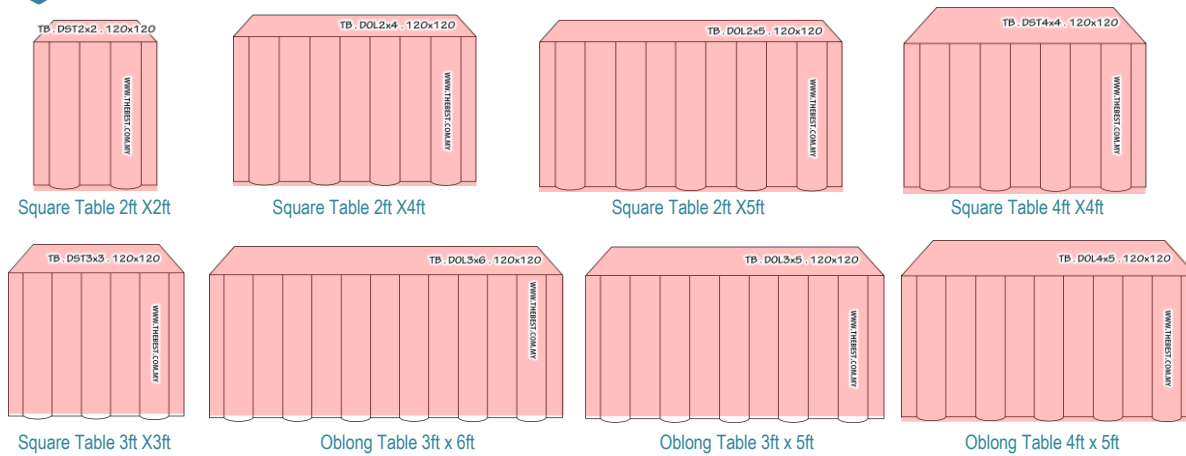 TB . DST2x2 . 120x120
WWW.THEBEST.COM.MY
Square Table 2ft X2ft
TB . DOL2x4 . 120x120
WWW.THEBEST.COM.MY
Square Table 2ft X4ft
TB . DOL2x5 . 120x120
WWW.THEBEST.COM.MY
Square Table 2ft X5ft
TB . DST4x4 . 120x120
WWW.THEBEST.COM.MY
Square Table 4ft X4ft
TB . DST3x3 . 120x120
WWW.THEBEST.COM.MY
Square Table 3ft X3ft
TB . DOL3x6 . 120x120
WWW.THEBEST.COM.MY
Oblong Table 3ft x 6ft
TB . DOL3x5 . 120x120
WWW.THEBEST.COM.MY
Oblong Table 3ft x 5ft
TB . DOL4x5 . 120x120
WWW.THEBEST.COM.MY
Oblong Table 4ft x 5ft